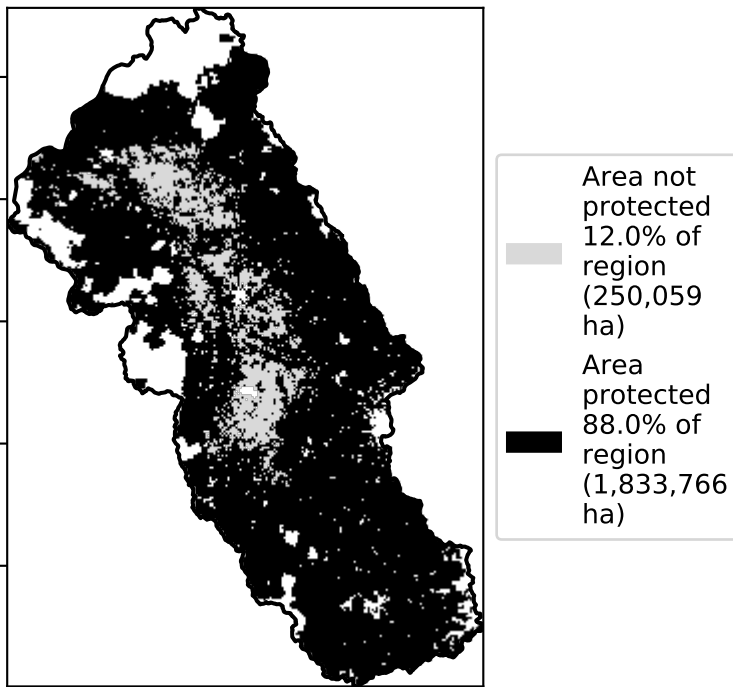 Area not
protected
12.0% of
region
(250,059
ha)
Area
protected
88.0% of
region
(1,833,766
ha)